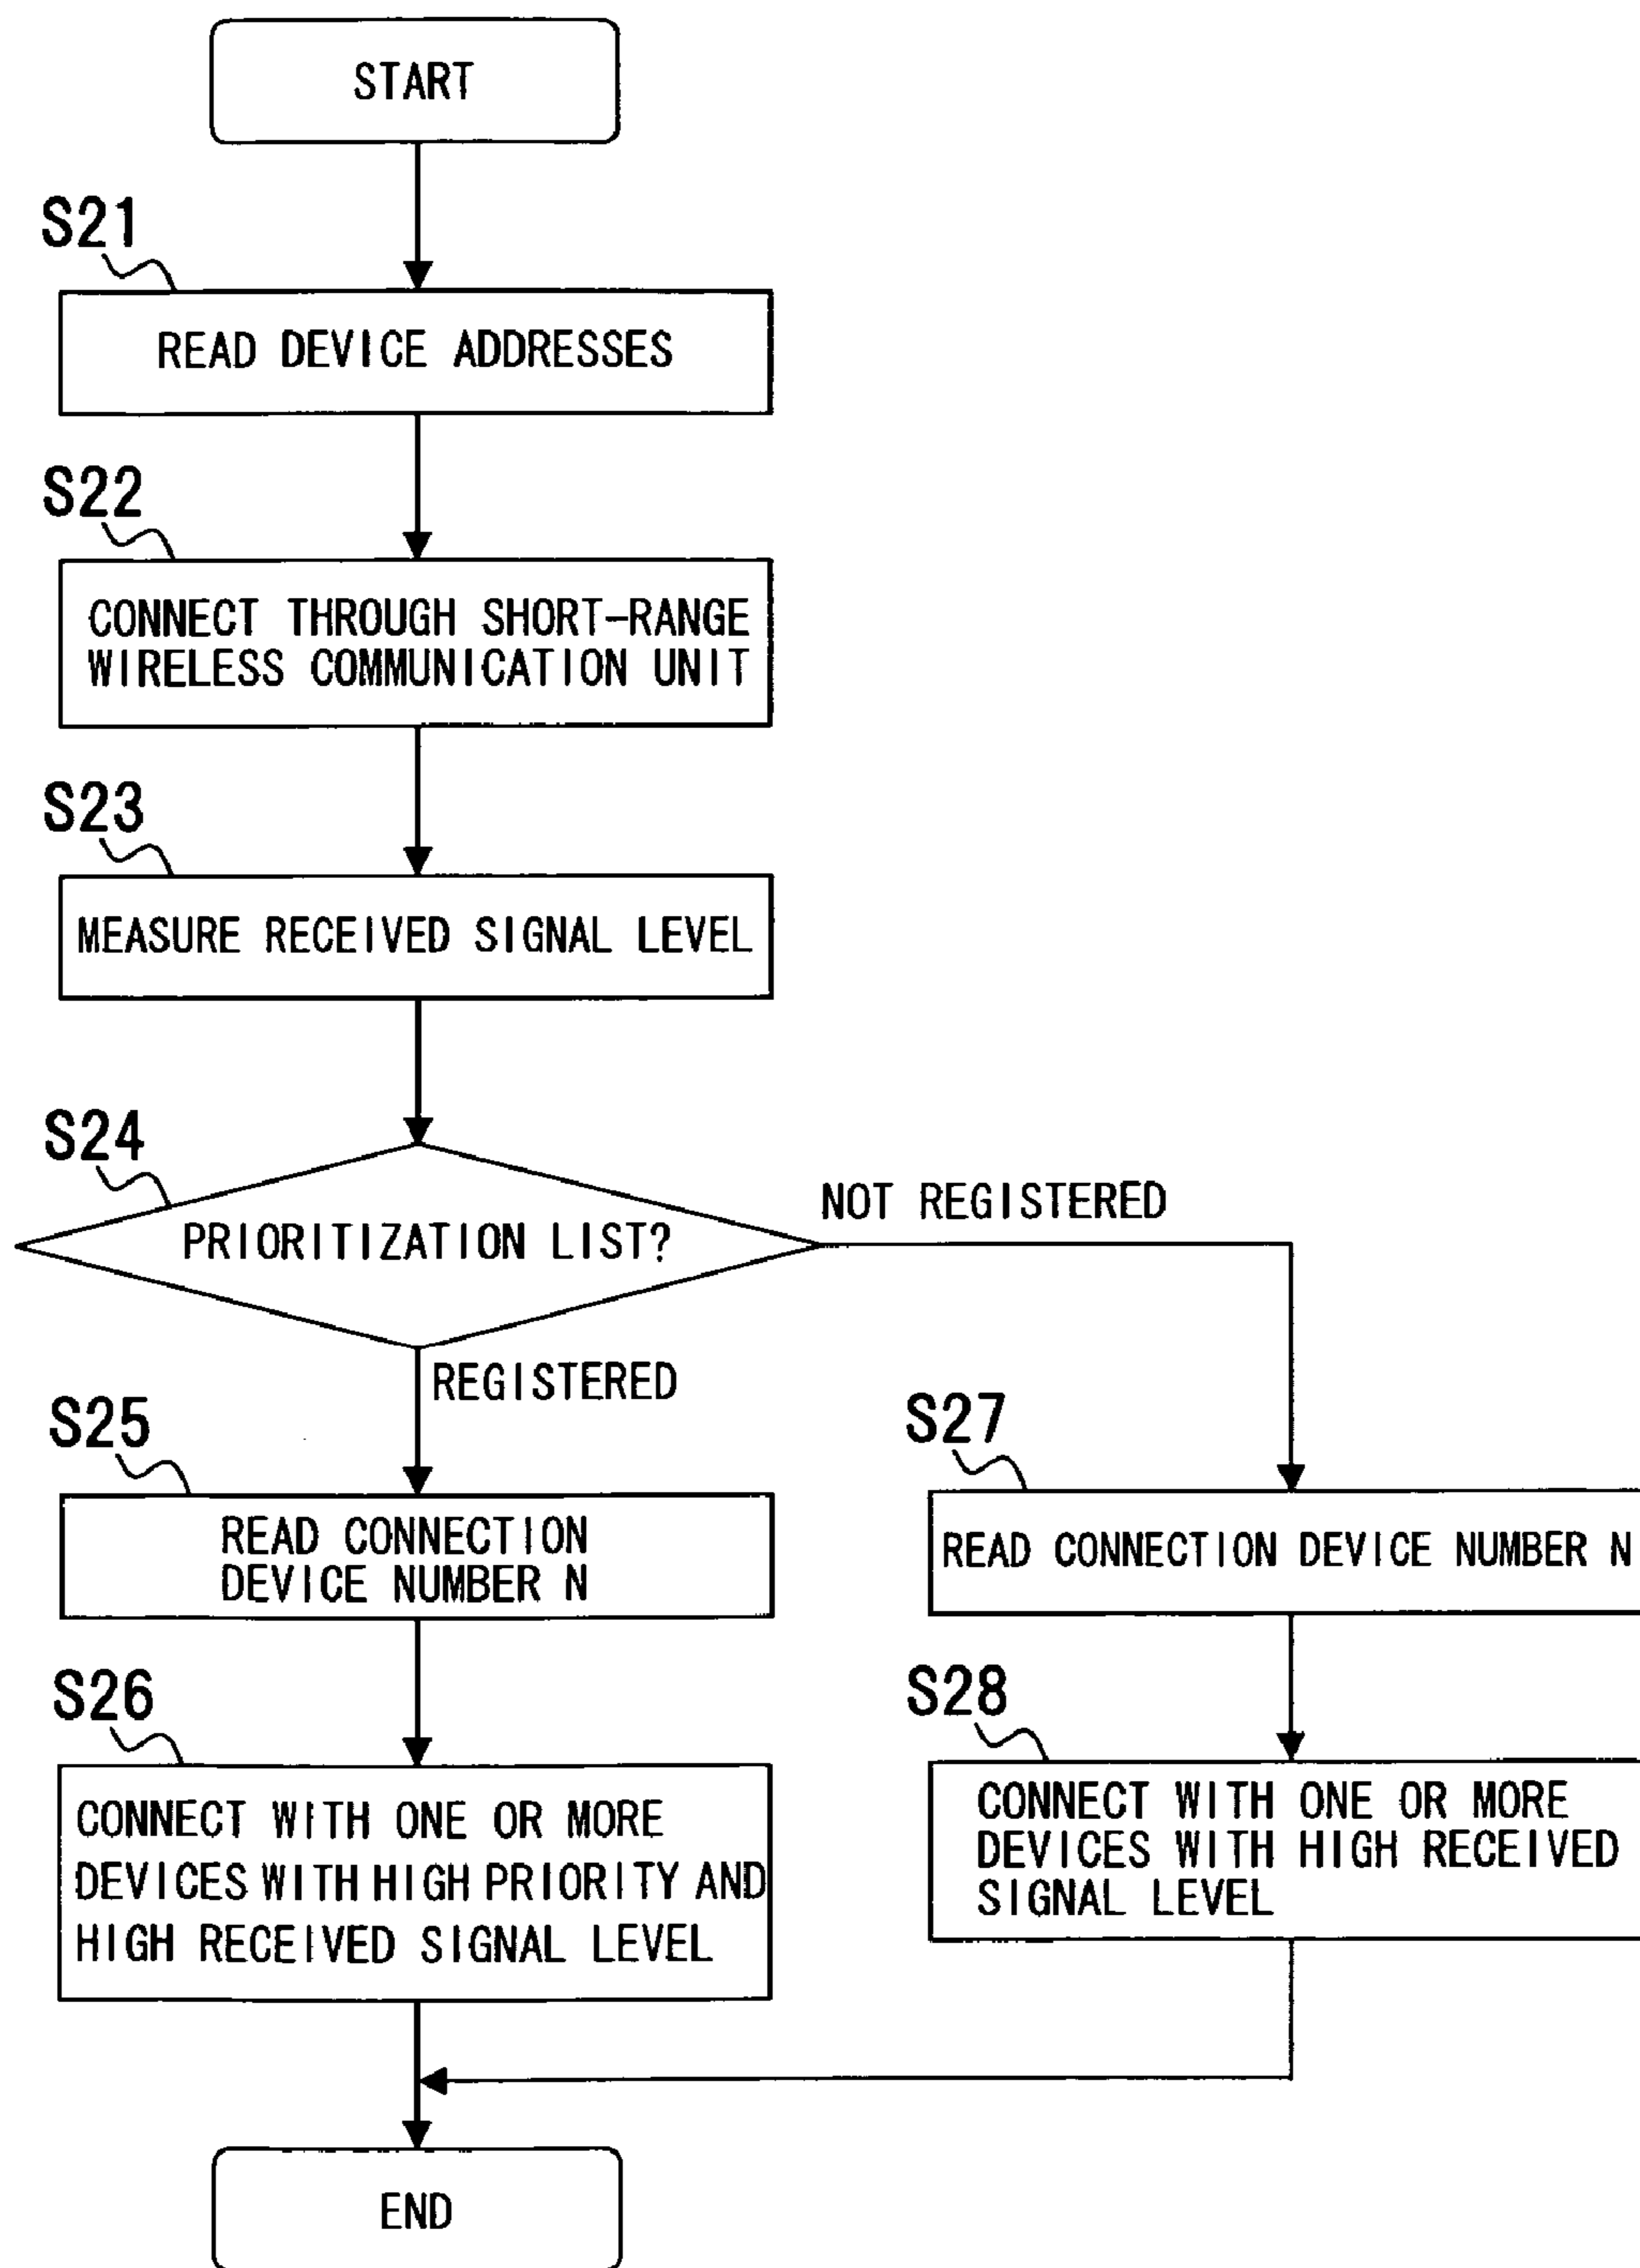 START
S21
READ DEVICE ADDRESSES
S22
CONNECT THROUGH SHORT-RANGE
WIRELESS COMMUNICATION UNIT
S23
MEASURE RECEIVED SIGNAL LEVEL
S24
PRIORITIZATION LIST?
NOT REGISTERED
REGISTERED
S25
READ CONNECTION
DEVICE NUMBER N
S26
CONNECT WITH ONE OR MORE
DEVICES WITH HIGH PRIORITY AND
HIGH RECEIVED SIGNAL LEVEL
S27
READ CONNECTION DEVICE NUMBER N
S28
CONNECT WITH ONE OR MORE
DEVICES WITH HIGH RECEIVED
SIGNAL LEVEL
END